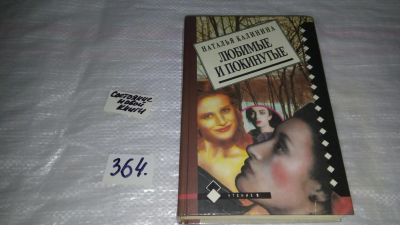 Состояние
новой
книги
364.
НАТАЛЬЯ КАЛИНИНА
ЛЮБИМЫЕ
И ПОКИНУТЫЕ